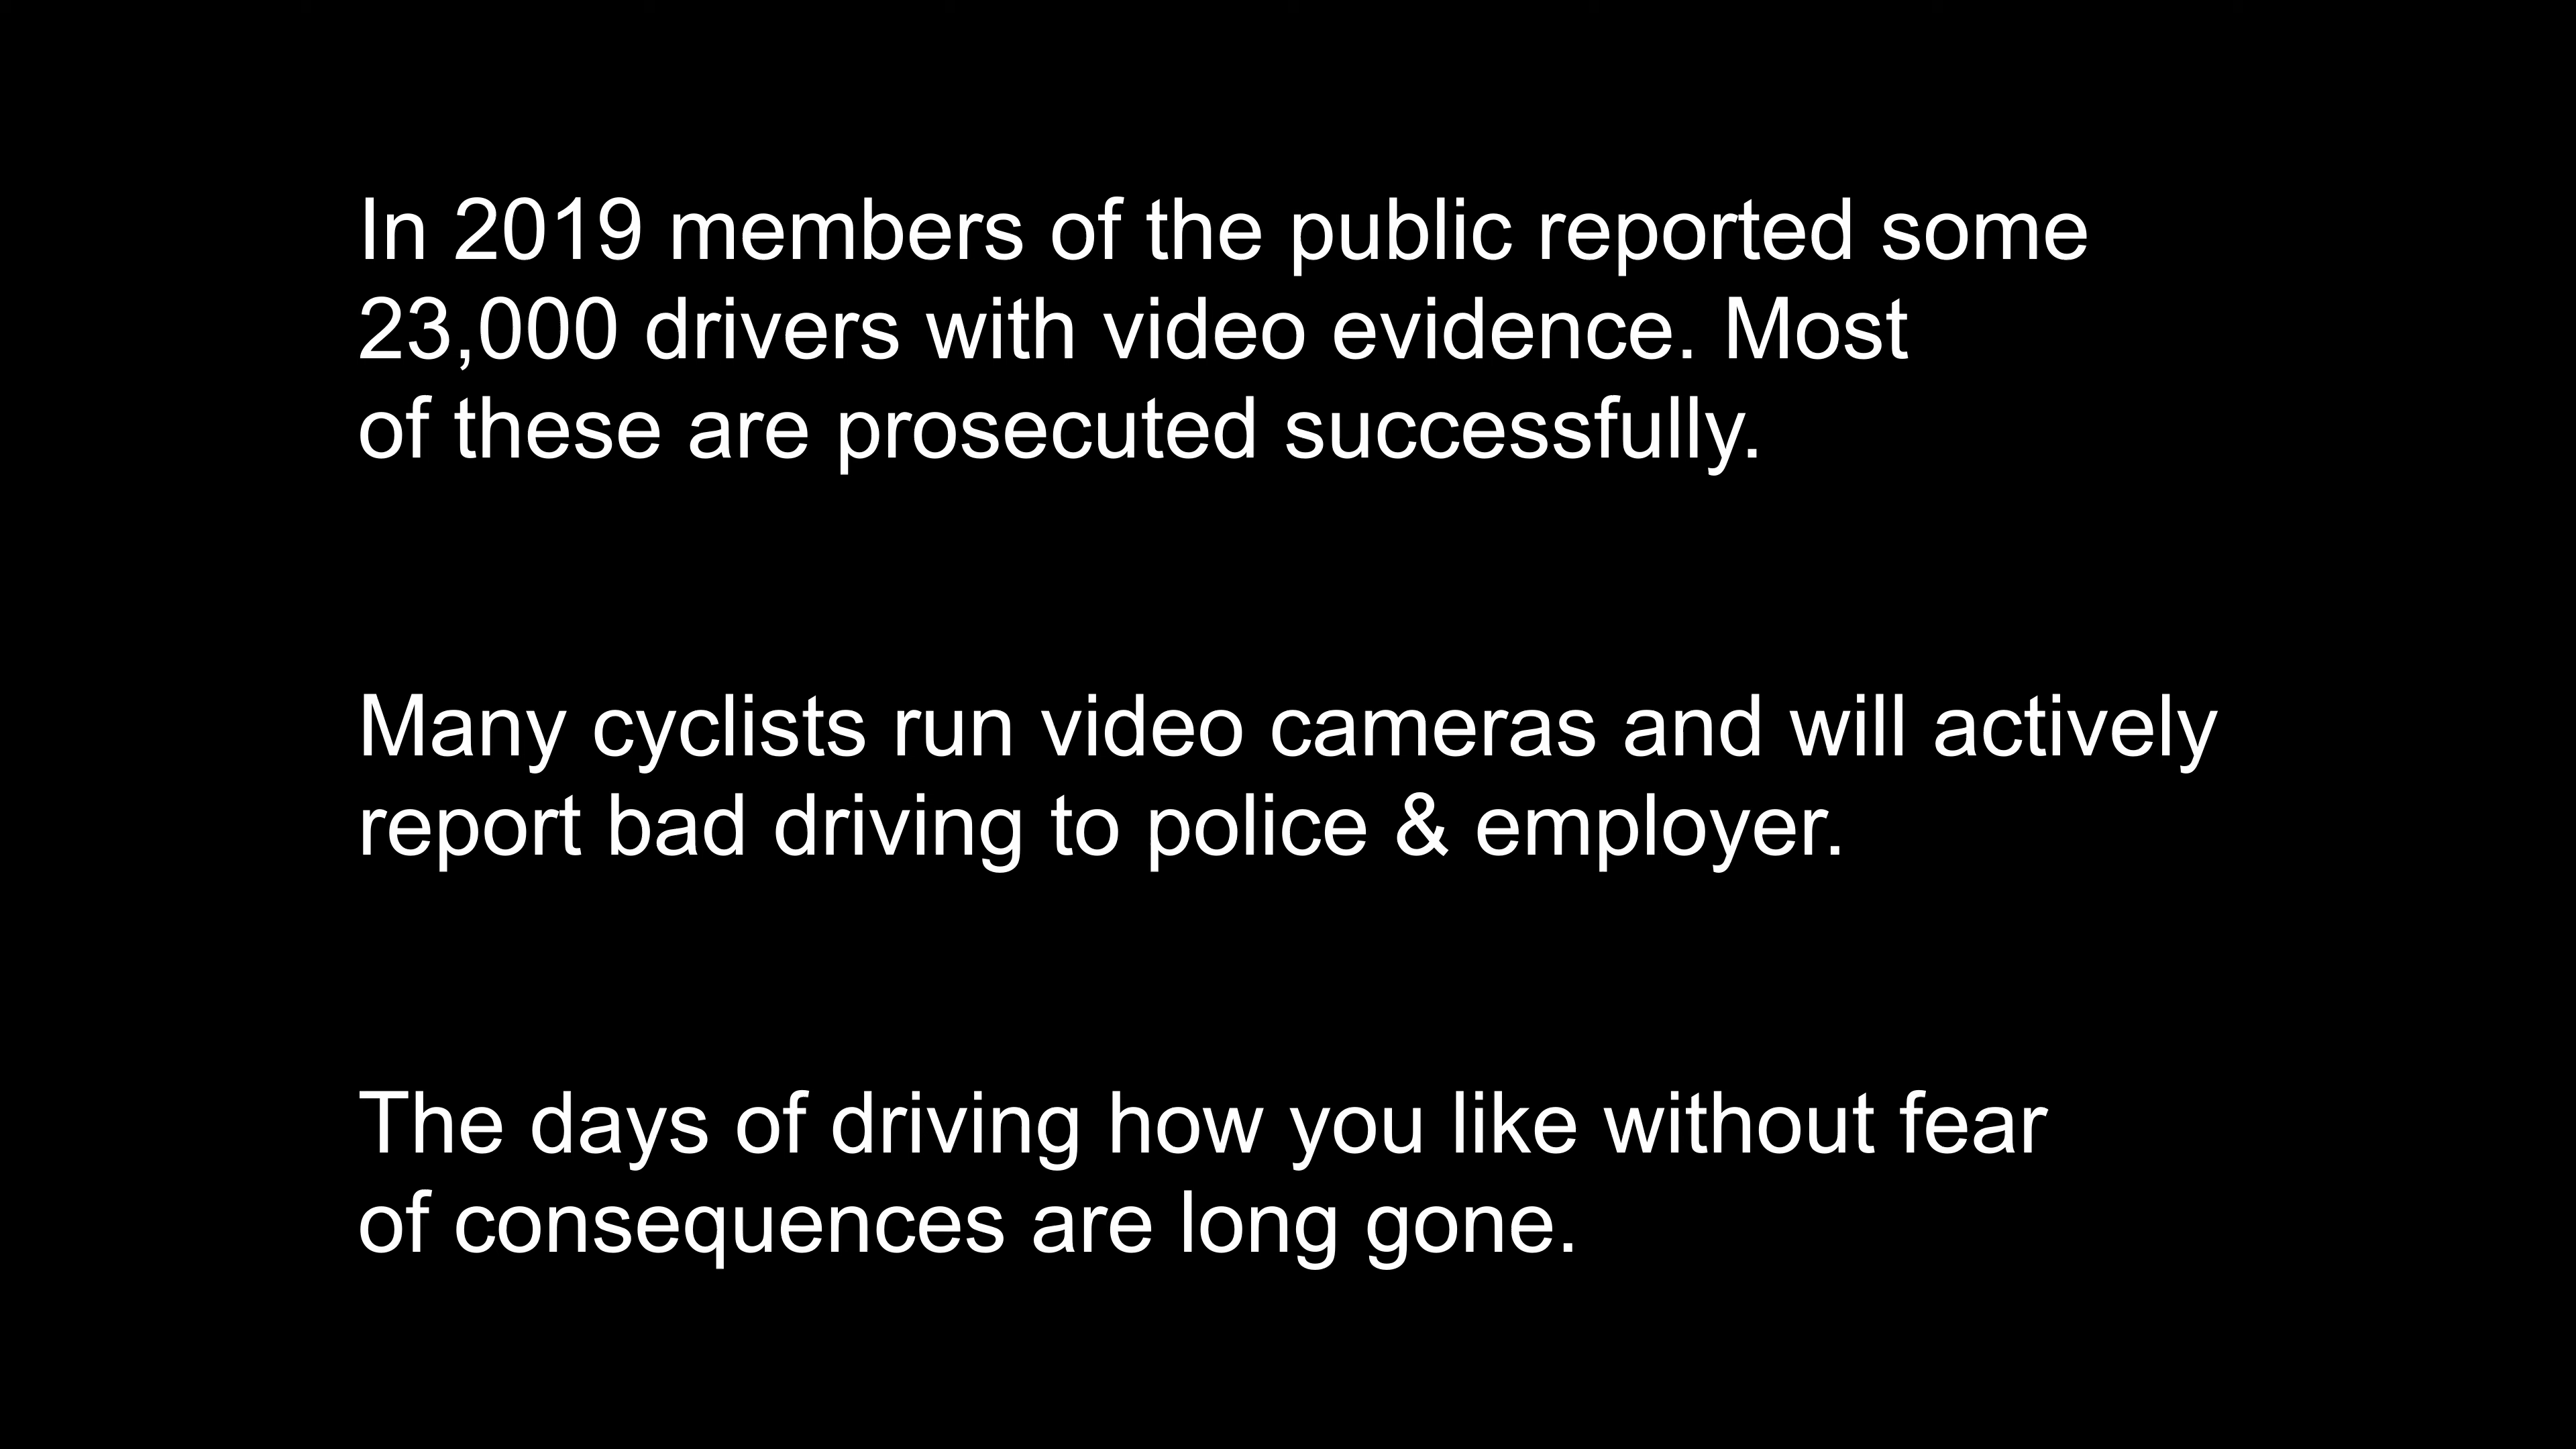 In 2019 members of the public reported some
23,000 drivers with video evidence. Most
of these are prosecuted successfully.
Many cyclists run video cameras and will actively
report bad driving to police & employer.
The days of driving how you like without fear
of consequences are long gone.